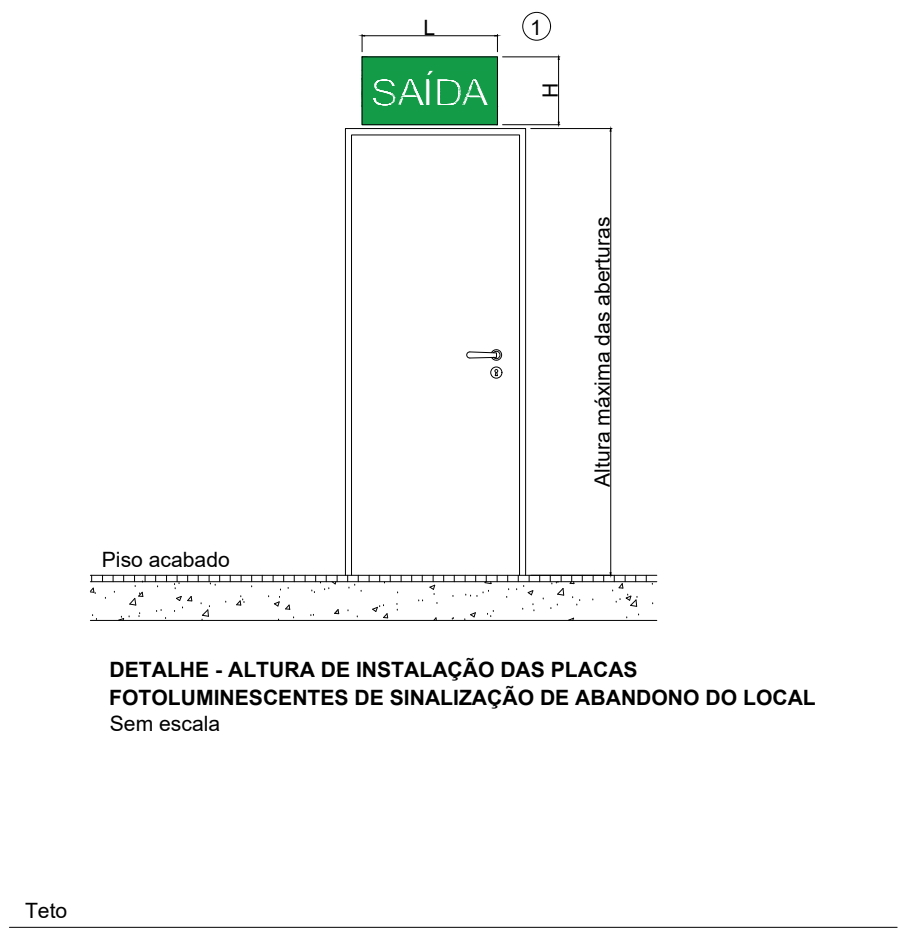 L
1
SAÍDA
H
Altura máxima das aberturas
Piso acabado
DETALHE - ALTURA DE INSTALAÇÃO DAS PLACAS
FOTOLUMINESCENTES DE SINALIZAÇÃO DE ABANDONO DO LOCAL
Sem escala
Teto